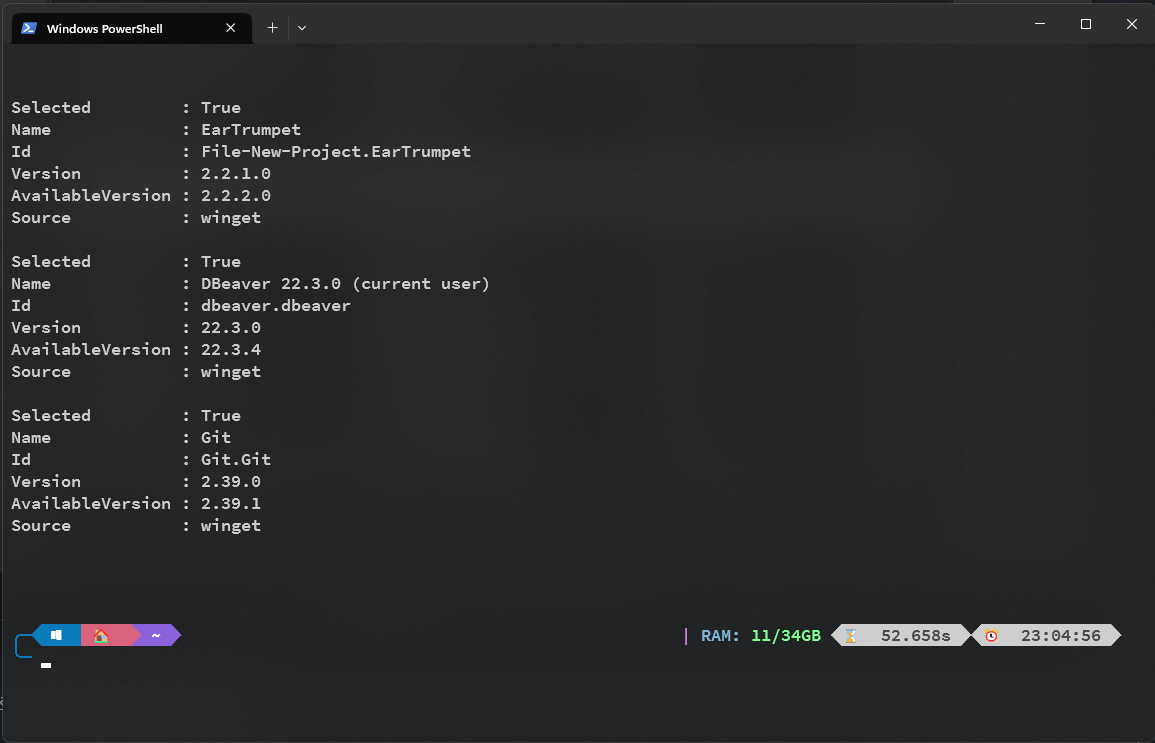 Windows PowerShell
Selected : True
Name : EarTrumpet
Id : File-New-Project.EarTrumpet
Version : 2.2.1.0
AvailableVersion : 2.2.2.0
Source : winget
Selected : True
Name : DBeaver 22.3.0 (current user)
Id : dbeaver.dbeaver
Version : 22.3.0
AvailableVersion : 22.3.4
Source : winget
Selected : True
Name : Git
Id : Git.Git
Version : 2.39.0
AvailableVersion : 2.39.1
Source : winget
~ | RAM: 11/34GB 52.658s 23:04:56